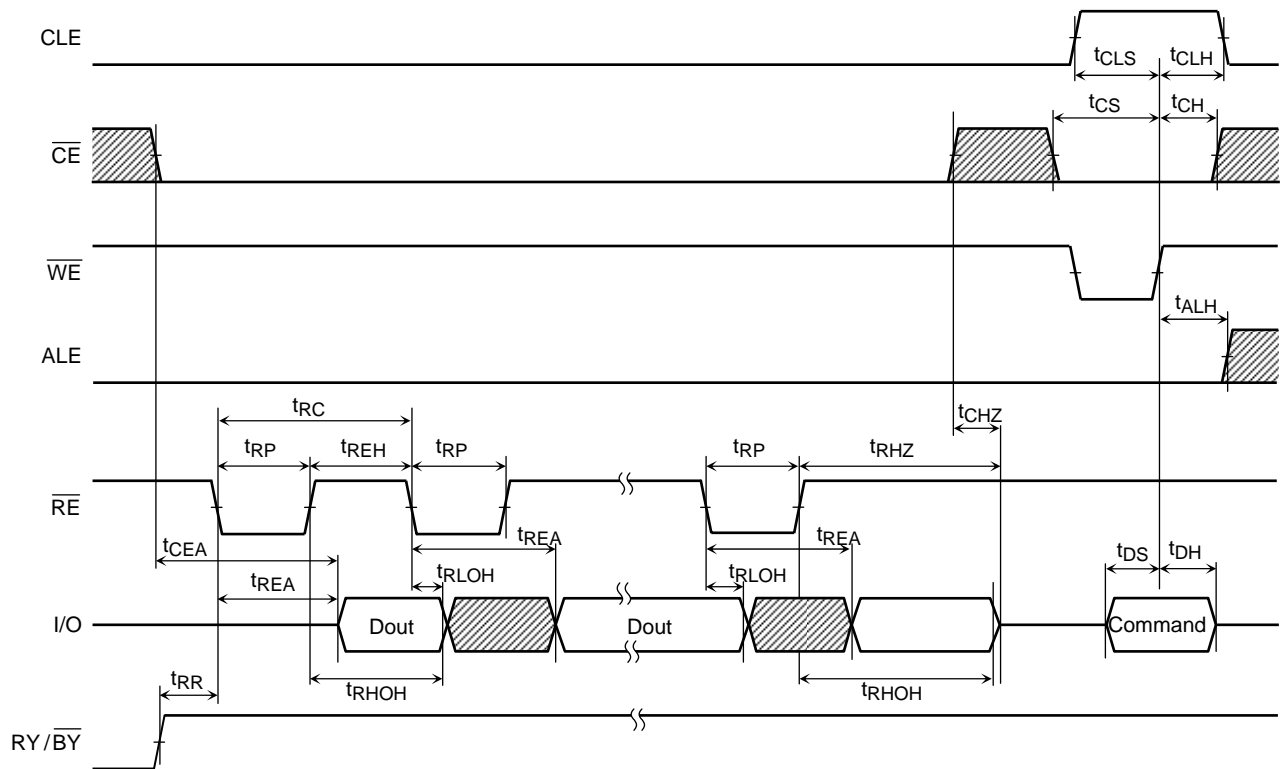 CLE
tCLS tCLH
tCS tCH
CE
WE
tALH
ALE
tRC
tCHZ
tRP tREH tRP tRP tRHZ
RE
tCEA tREA tREA
tREA tRLOH tRLOH tDS tDH
I/O Dout Dout Command
tRR tRHOH tRHOH
RY/BY